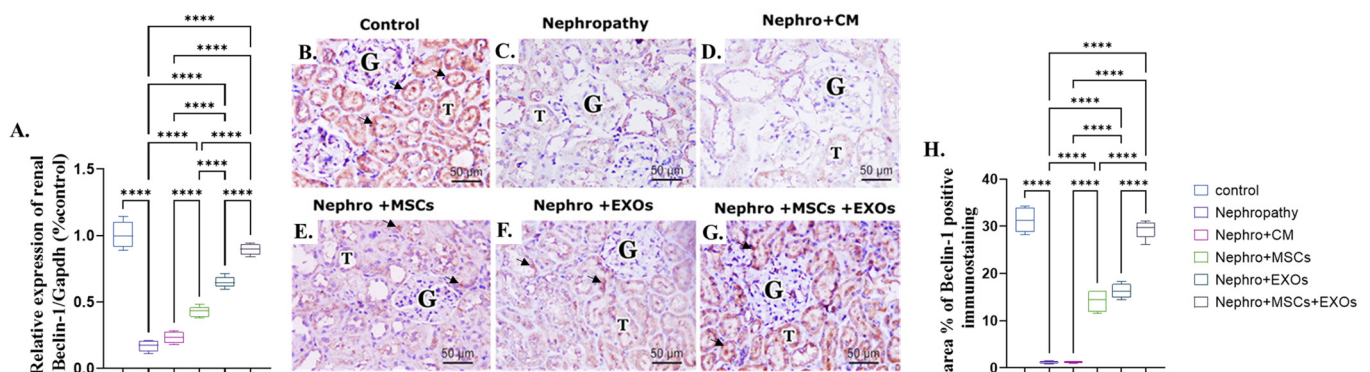 A.
Relative expression of renal
Beclin-1/Gapdh (%control)
1.5
1.0
0.5
0.0
****
****
****
****
****
****
****
****
****
****
****
Control
B.
G
T
50 µm
Nephropathy
C.
G
T
50 µm
Nephro+CM
D.
G
T
50 µm
Nephro +MSCs
E.
T
G
50 µm
Nephro +EXOs
F.
G
T
50 µm
Nephro +MSCs +EXOs
G.
G
T
50 µm
H.
area % of Beclin-1 positive
immunostaining
40
30
20
10
0
****
****
****
****
****
****
****
****
****
****
control
Nephropathy
Nephro+CM
Nephro+MSCs
Nephro+EXOs
Nephro+MSCs+EXOs